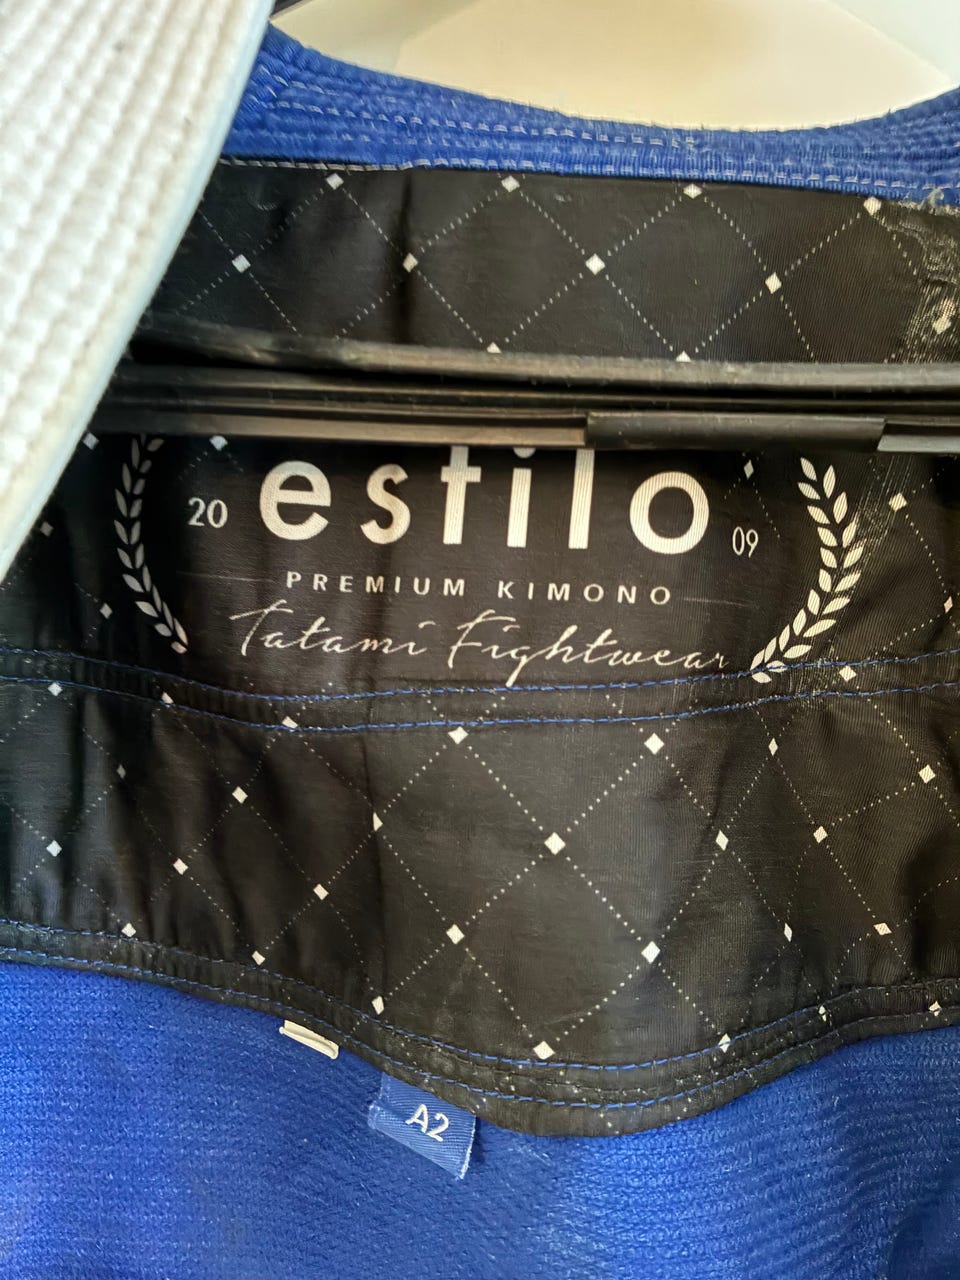 20 estilo 09
PREMIUM KIMONO
Tatami Fightwear
A2